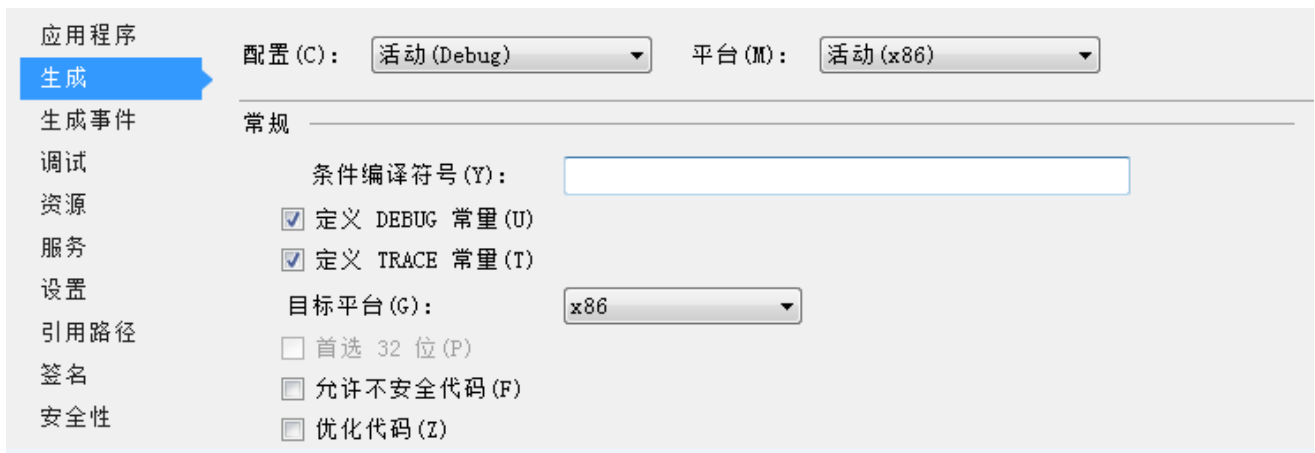 应用程序
生成
生成事件
调试
资源
服务
设置
引用路径
签名
安全性
配置(C): 活动(Debug) 平台(M): 活动(x86)
常规
条件编译符号(Y):
定义 DEBUG 常量(U)
定义 TRACE 常量(T)
目标平台(G): x86
首选 32 位(P)
允许不安全代码(F)
优化代码(Z)